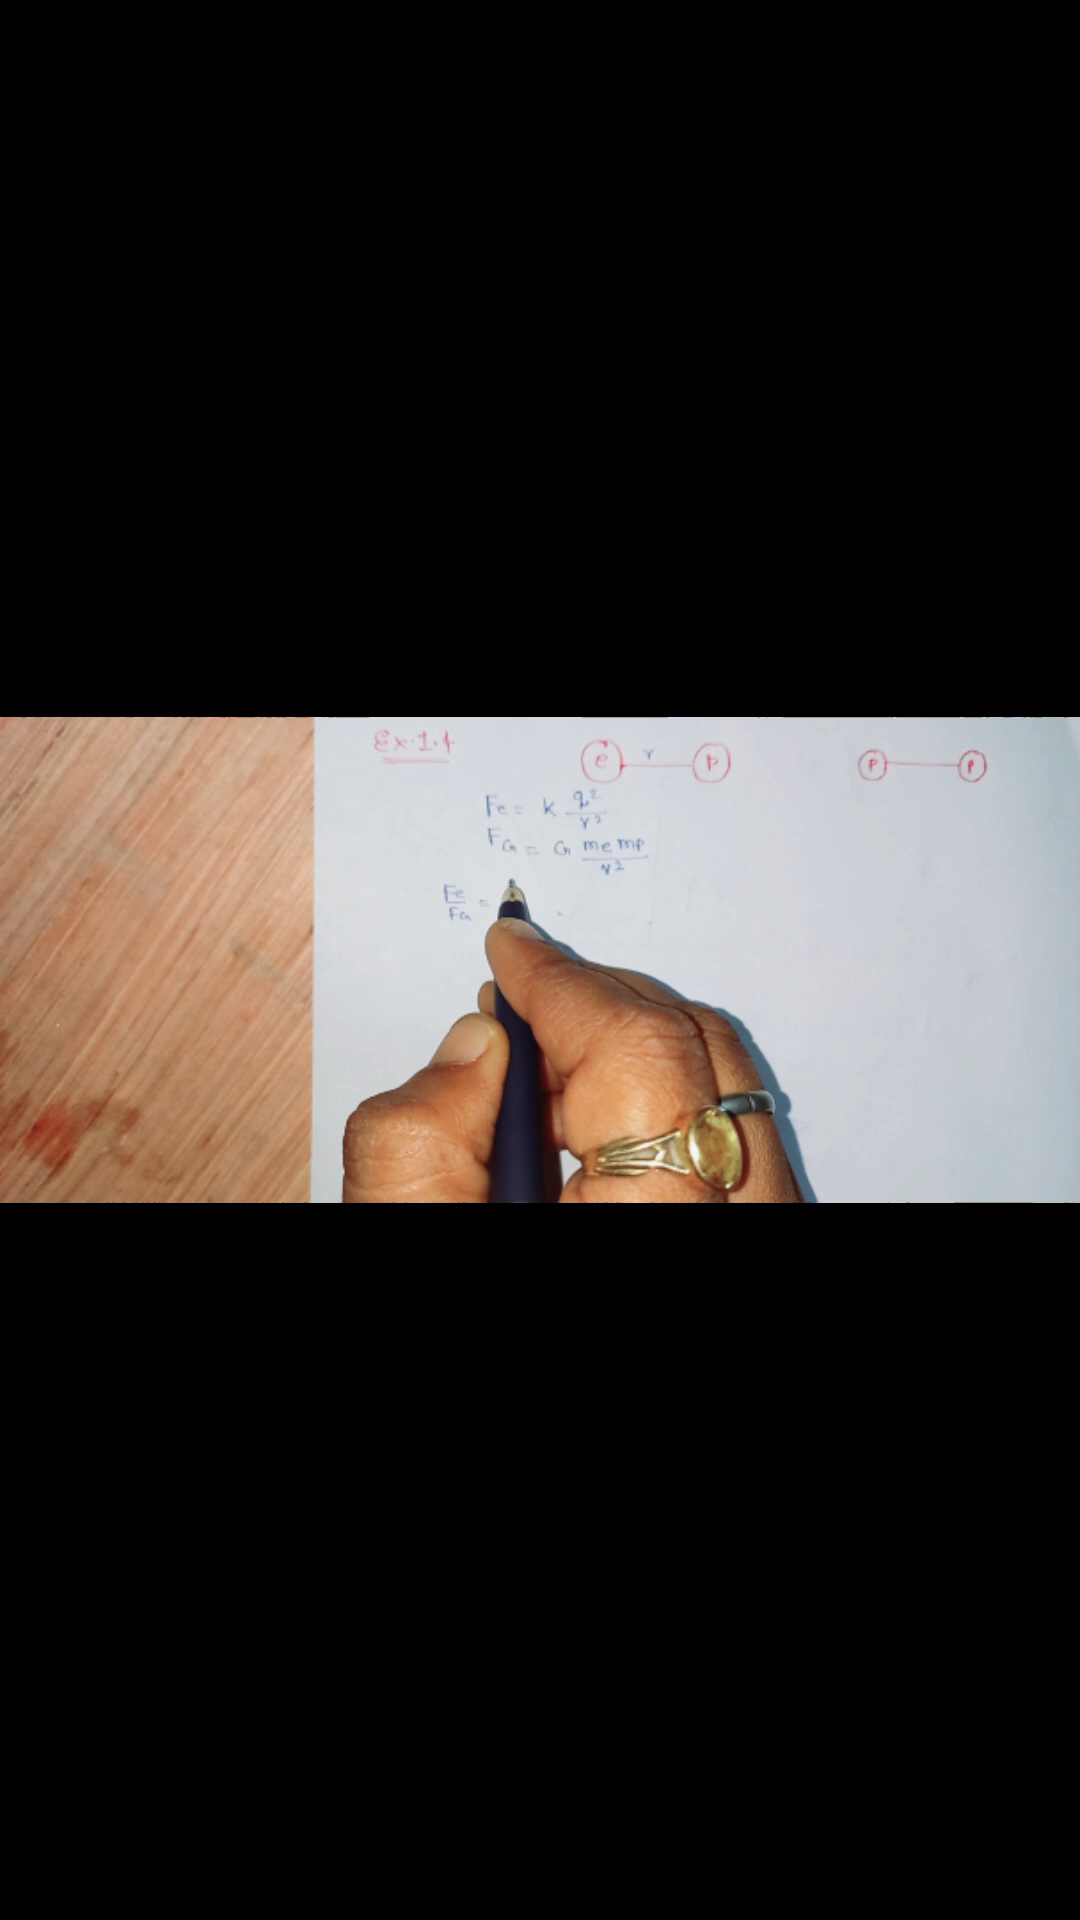 Ex.1.4
e r p
P P
Fe = k q²/r²
FG = G me mp/r²
Fe/FG =